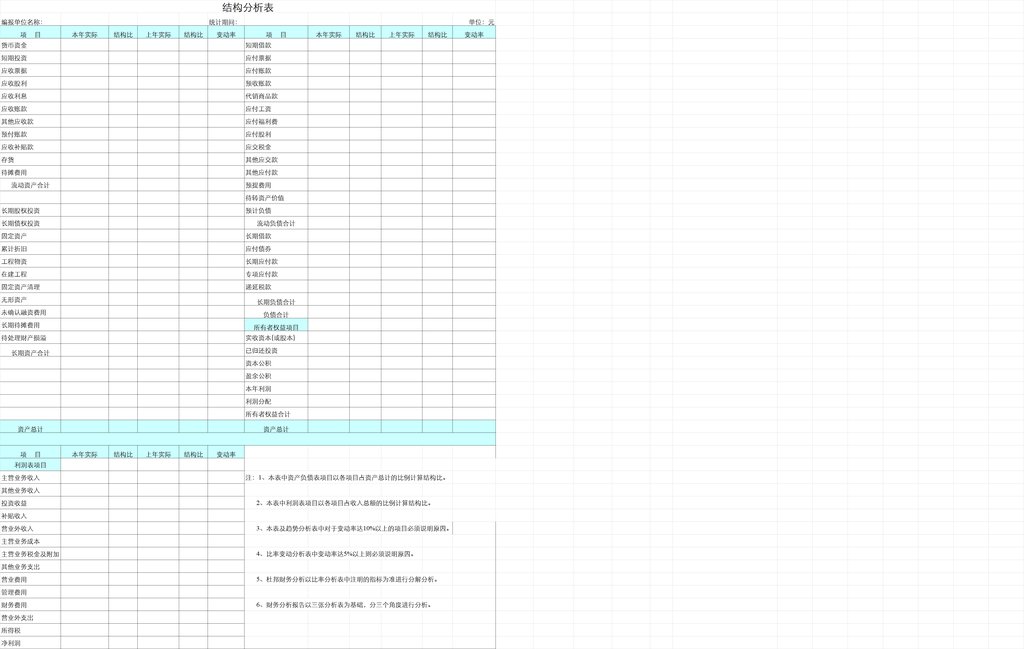 结构分析表
编报单位名称： 统计期间： 单位：元
项 目 本年实际 结构比 上年实际 结构比 变动率 项 目 本年实际 结构比 上年实际 结构比 变动率
货币资金 短期借款
短期投资 应付票据
应收票据 应付账款
应收股利 预收账款
应收利息 代销商品款
应收账款 应付工资
其他应收款 应付福利费
预付账款 应付股利
应收补贴款 应交税金
存货 其他应交款
待摊费用 其他应付款
流动资产合计 预提费用
待转资产价值
长期股权投资 预计负债
长期债权投资 流动负债合计
固定资产 长期借款
累计折旧 应付债券
工程物资 长期应付款
在建工程 专项应付款
固定资产清理 递延税款
无形资产 长期负债合计
未确认融资费用 负债合计
长期待摊费用 所有者权益项目
待处理财产损溢 实收资本(或股本)
长期资产合计 已归还投资
资本公积
盈余公积
本年利润
利润分配
所有者权益合计
资产总计 资产总计
项 目 本年实际 结构比 上年实际 结构比 变动率
利润表项目
主营业务收入 注：1、本表中资产负债表项目以各项目占资产总计的比例计算结构比。
其他业务收入
投资收益 2、本表中利润表项目以各项目占收入总额的比例计算结构比。
补贴收入
营业外收入 3、本表及趋势分析表中对于变动率达10%以上的项目必须说明原因。
主营业务成本
主营业务税金及附加 4、比率变动分析表中变动率达5%以上则必须说明原因。
其他业务支出
营业费用 5、杜邦财务分析以比率分析表中注明的指标为准进行分解分析。
管理费用
财务费用 6、财务分析报告以三张分析表为基础，分三个角度进行分析。
营业外支出
所得税
净利润